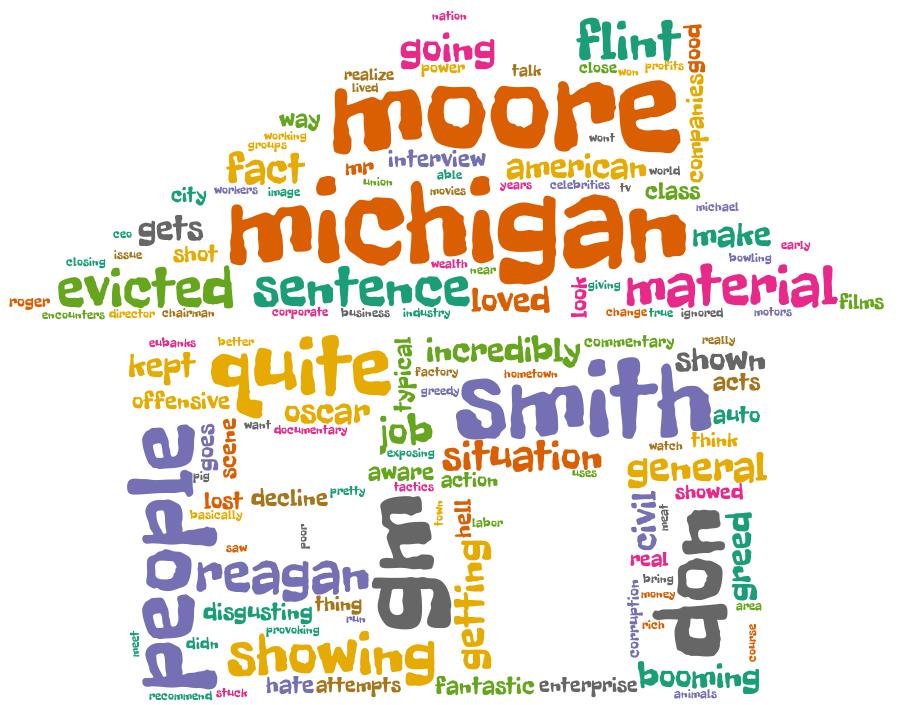 nation
going flint good
realize power talk close won profits
lived
way moore companies
working
groups wont
fact mr interview american world
union able
city workers image movies years celebrities tv class
michael
ceo gets michigan make early
closing issue shot wealth near bowling
roger evicted sentence loved look giving material films
encounters director chairman corporate business industry change true ignored motors
eubanks better quite typical incredibly commentary really
kept factory hometown shown
offensive oscar greedy smith acts
goes scene want documentary job auto
exposing watch think
people pig aware situation uses general
lost decline pretty tactics action showed
basically town hell labor civil meat
saw poor gm getting real don greed
reagan bring
disgusting thing run corruption money area
provoking rich
meet didn showing course
hate attempts fantastic enterprise booming
recommend stuck animals